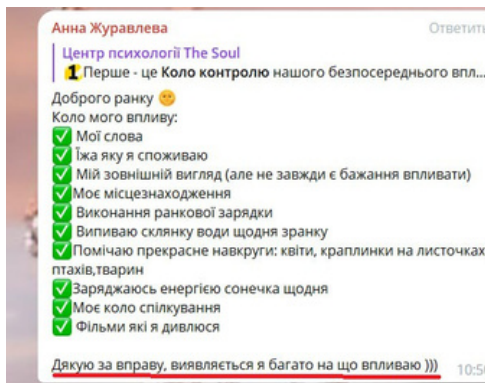 Анна Журавлева
Ответить
Центр психології The Soul
1 Перше - це Коло контролю нашого безпосереднього впл...
Доброго ранку
Коло мого впливу:
Мої слова
Їжа яку я споживаю
Мій зовнішній вигляд (але не завжди є бажання впливати)
Моє місцезнаходження
Виконання ранкової зарядки
Випиваю склянку води щодня зранку
Помічаю прекрасне навкруги: квіти, краплинки на листочках
птахів,тварин
Заряджаюсь енергією сонечка щодня
Моє коло спілкування
Фільми які я дивлюся
Дякую за вправу, виявляється я багато на що впливаю )))